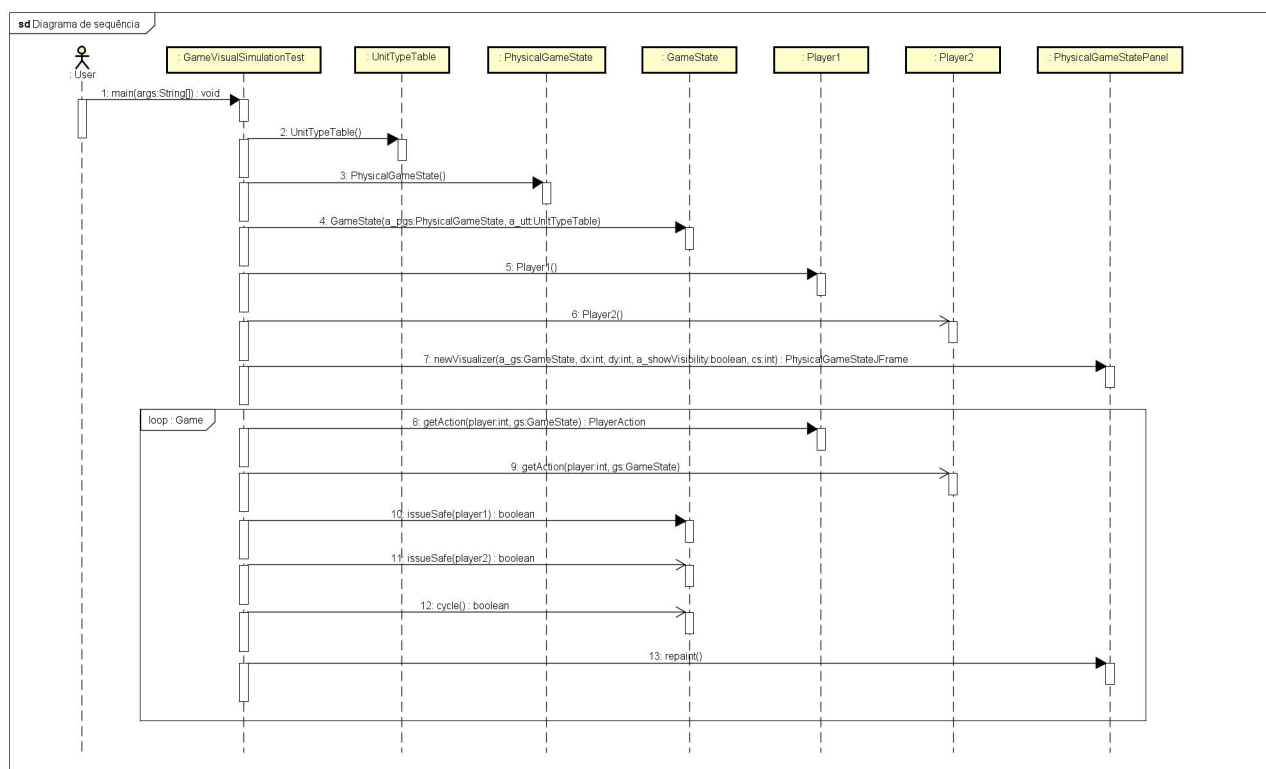 sd Diagrama de sequência
: User
: GameVisualSimulationTest
: UnitTypeTable
: PhysicalGameState
: GameState
: Player1
: Player2
: PhysicalGameStatePanel
1: main(args:String[]) : void
2: UnitTypeTable()
3: PhysicalGameState()
4: GameState(a_pgs:PhysicalGameState, a_utt:UnitTypeTable)
5: Player1()
6: Player2()
7: newVisualizer(a_gs:GameState, dx:int, dy:int, a_showVisibility:boolean, cs:int) : PhysicalGameStateJFrame
loop : Game
8: getAction(player:int, gs:GameState) : PlayerAction
9: getAction(player:int, gs:GameState)
10: issueSafe(player1) : boolean
11: issueSafe(player2) : boolean
12: cycle() : boolean
13: repaint()